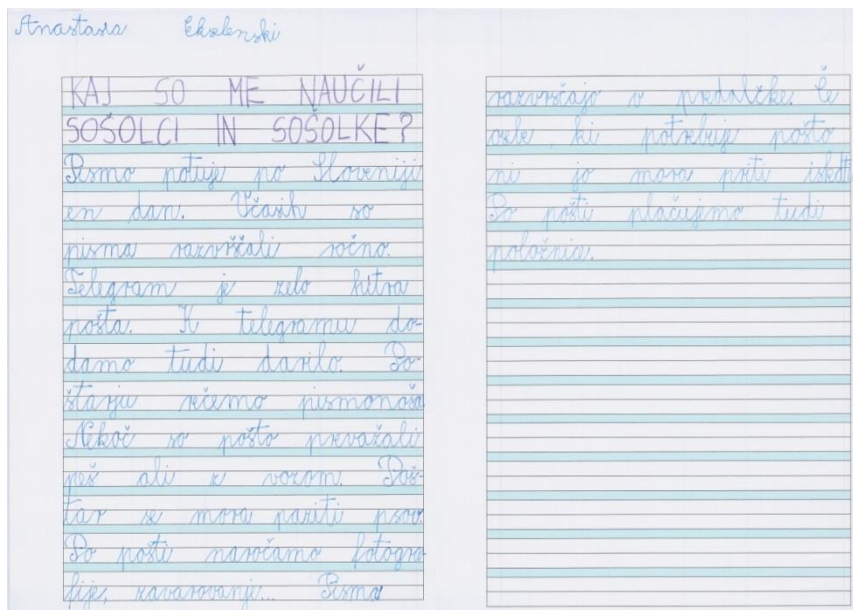 Anastasia Ekselenski
KAJ SO ME NAUČILI
SOŠOLCI IN SOŠOLKE?
Pismo potuje po Sloveniji
en dan. Včasih so
pisma razvrščali ročno.
Telegram je zelo hitra
pošta. K telegramu do-
damo tudi darilo. Po-
štarju rečemo pismonoša.
Nekoč so pošto prevažali
peš ali z vozom. Poš-
tar se mora paziti psov.
Po pošti naročamo fotogra-
fije, zavarovanje... Pisma
razvrščajo v predalčke. Če
osebe, ki potrebuje pošto
ni jo mora priti iskat.
Po pošti plačujemo tudi
položnice.